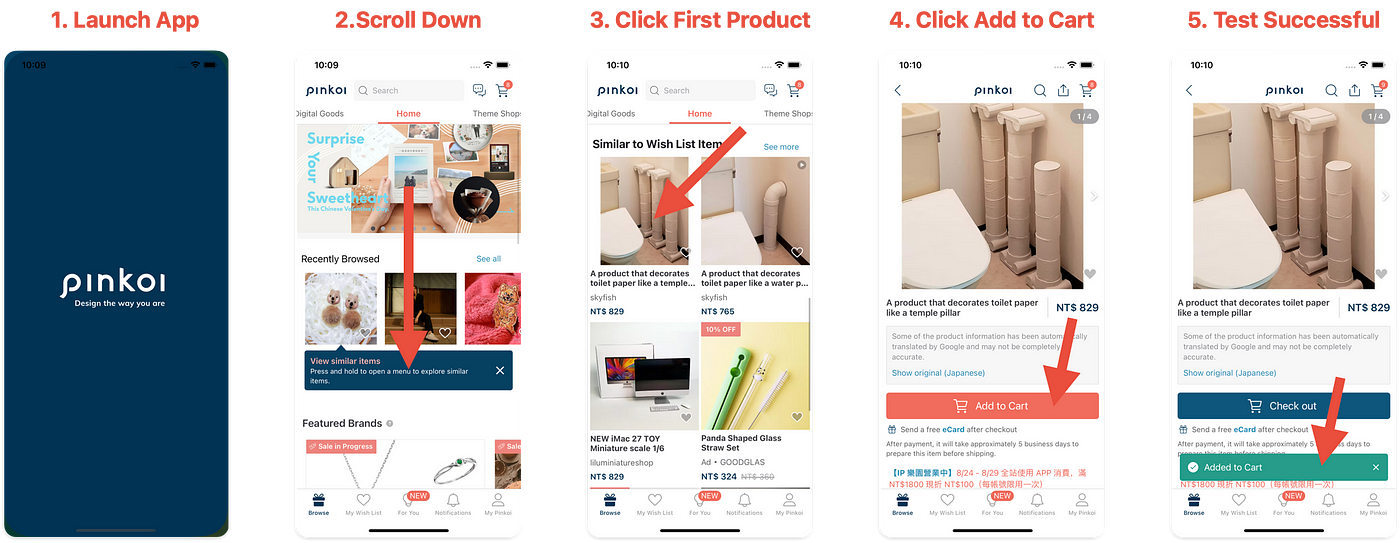 1. Launch App
2.Scroll Down
3. Click First Product
4. Click Add to Cart
5. Test Successful
10:09
pinkoi
Design the way you are
10:09
pinkoi
Search
8
Digital Goods
Home
Theme Shops
Surprise
Your
Sweetheart
This Chinese Valentine's Day
Recently Browsed
See all
View similar items
Press and hold to open a menu to explore similar
items.
Featured Brands
Sale in Progress
Sale in
Browse
My Wish List
NEW
For You
Notifications
My Pinkoi
10:10
pinkoi
Search
8
Digital Goods
Home
Theme Shops
Similar to Wish List Item
See more
A product that decorates
toilet paper like a temple...
skyfish
NT$ 829
A product that decorates
toilet paper like a water p...
skyfish
NT$ 765
NEW iMac 27 TOY
Miniature scale 1/6
liluminiatureshop
NT$ 829
10% OFF
Panda Shaped Glass
Straw Set
Ad • GOODGLAS
NT$ 324 NT$ 360
Browse
My Wish List
NEW
For You
Notifications
My Pinkoi
10:10
pinkoi
8
1 / 4
A product that decorates toilet paper
like a temple pillar
NT$ 829
Some of the product information has been automatically
translated by Google and may not be completely
accurate.
Show original (Japanese)
Add to Cart
Send a free eCard after checkout
After payment, it will take approximately 5 business days to
prepare this item before shipping.
【IP 樂園營業中】8/24 - 8/29 全站使用 APP 消費，滿
NT$1800 現折 NT$100（每帳號限用一次）
Browse
My Wish List
NEW
For You
Notifications
My Pinkoi
10:10
pinkoi
9
1 / 4
A product that decorates toilet paper
like a temple pillar
NT$ 829
Some of the product information has been automatically
translated by Google and may not be completely
accurate.
Show original (Japanese)
Check out
Send a free eCard after checkout
After payment, it will take approximately 5 business days to
prepare this item before shipping.
Added to Cart
NT$1800 現折 NT$100（每帳號限用一次）
Browse
My Wish List
NEW
For You
Notifications
My Pinkoi